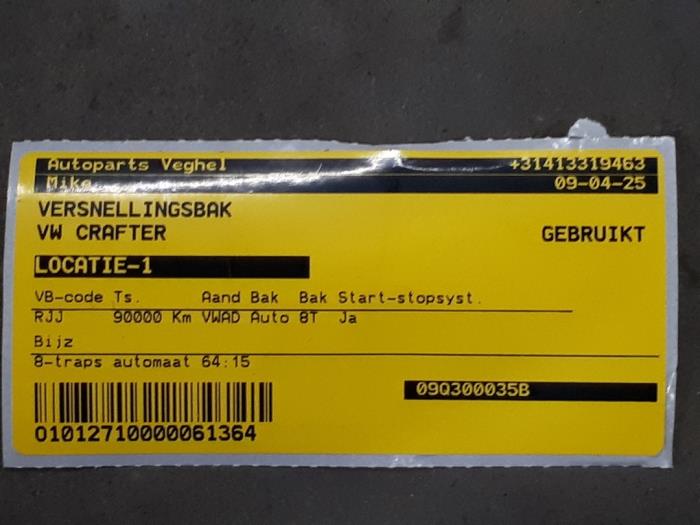 Autoparts Veghel +31413319463
Mike 09-04-25
VERSNELLINGSBAK
VW CRAFTER GEBRUIKT
LOCATIE-1
VB-code Ts. Aand Bak Bak Start-stopsyst.
RJJ 90000 Km VWAD Auto 8T Ja
Bijz
8-traps automaat 64:15
09Q300035B
01012710000061364